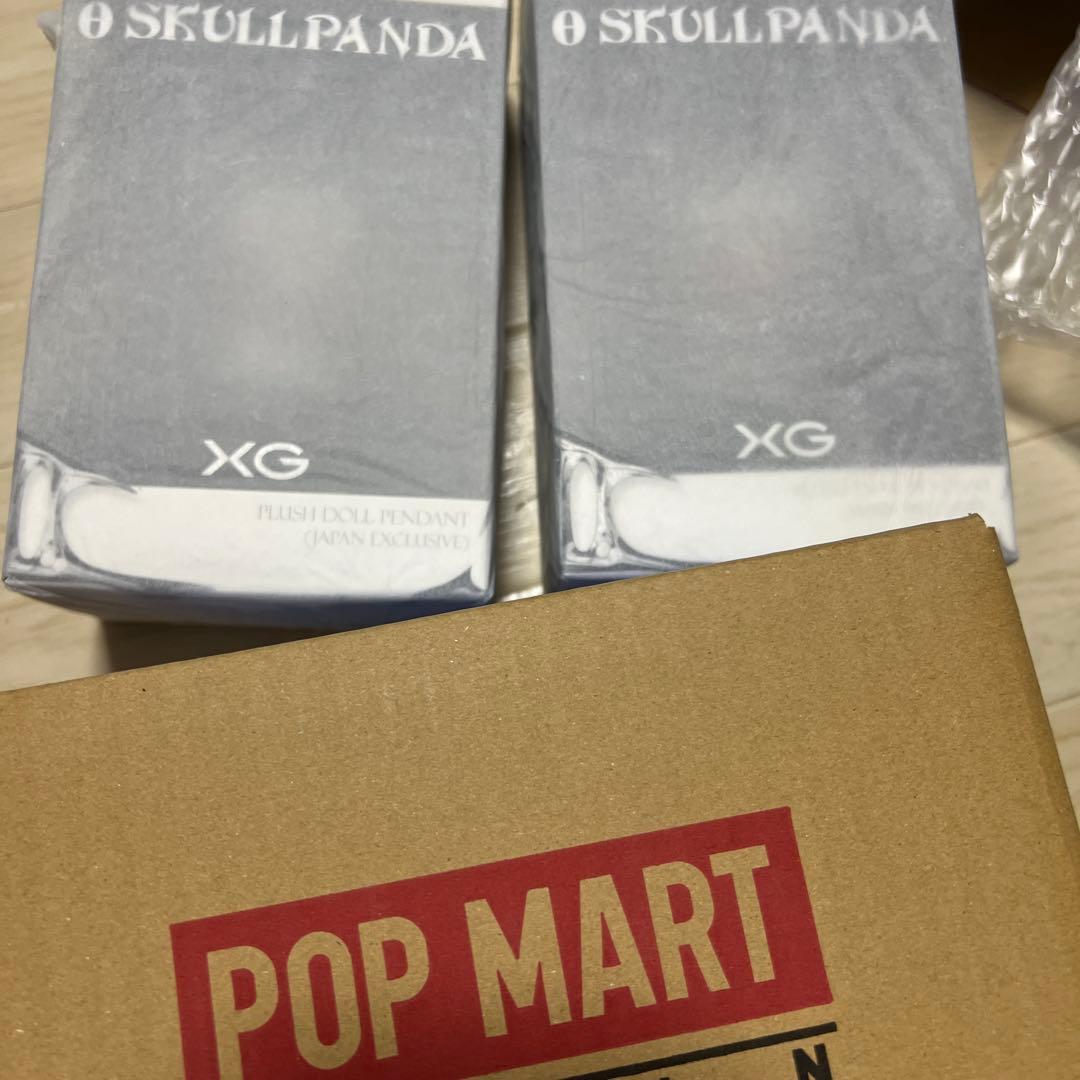 θ SKULLPANDA
XG
PLUSH DOLL PENDANT
(JAPAN EXCLUSIVE)
θ SKULLPANDA
XG
POP MART